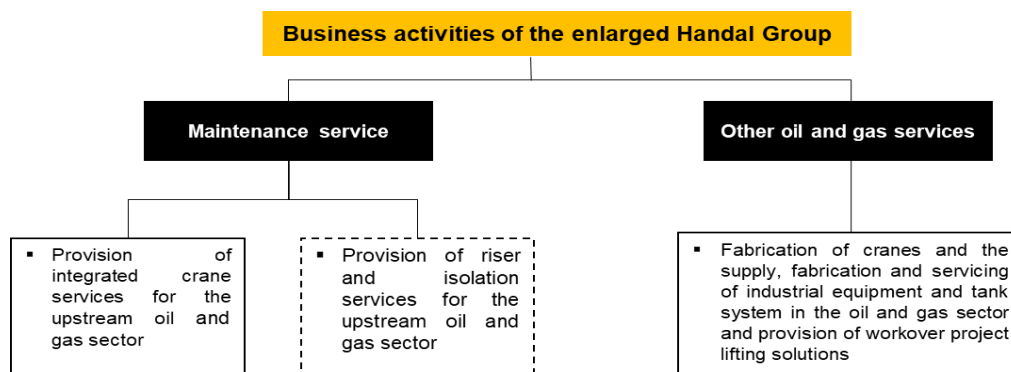 Business activities of the enlarged Handal Group
Maintenance service
Other oil and gas services
▪ Provision of
integrated crane
services for the
upstream oil and
gas sector
▪ Provision of riser
and isolation
services for the
upstream oil and
gas sector
▪ Fabrication of cranes and the
supply, fabrication and servicing
of industrial equipment and tank
system in the oil and gas sector
and provision of workover project
lifting solutions